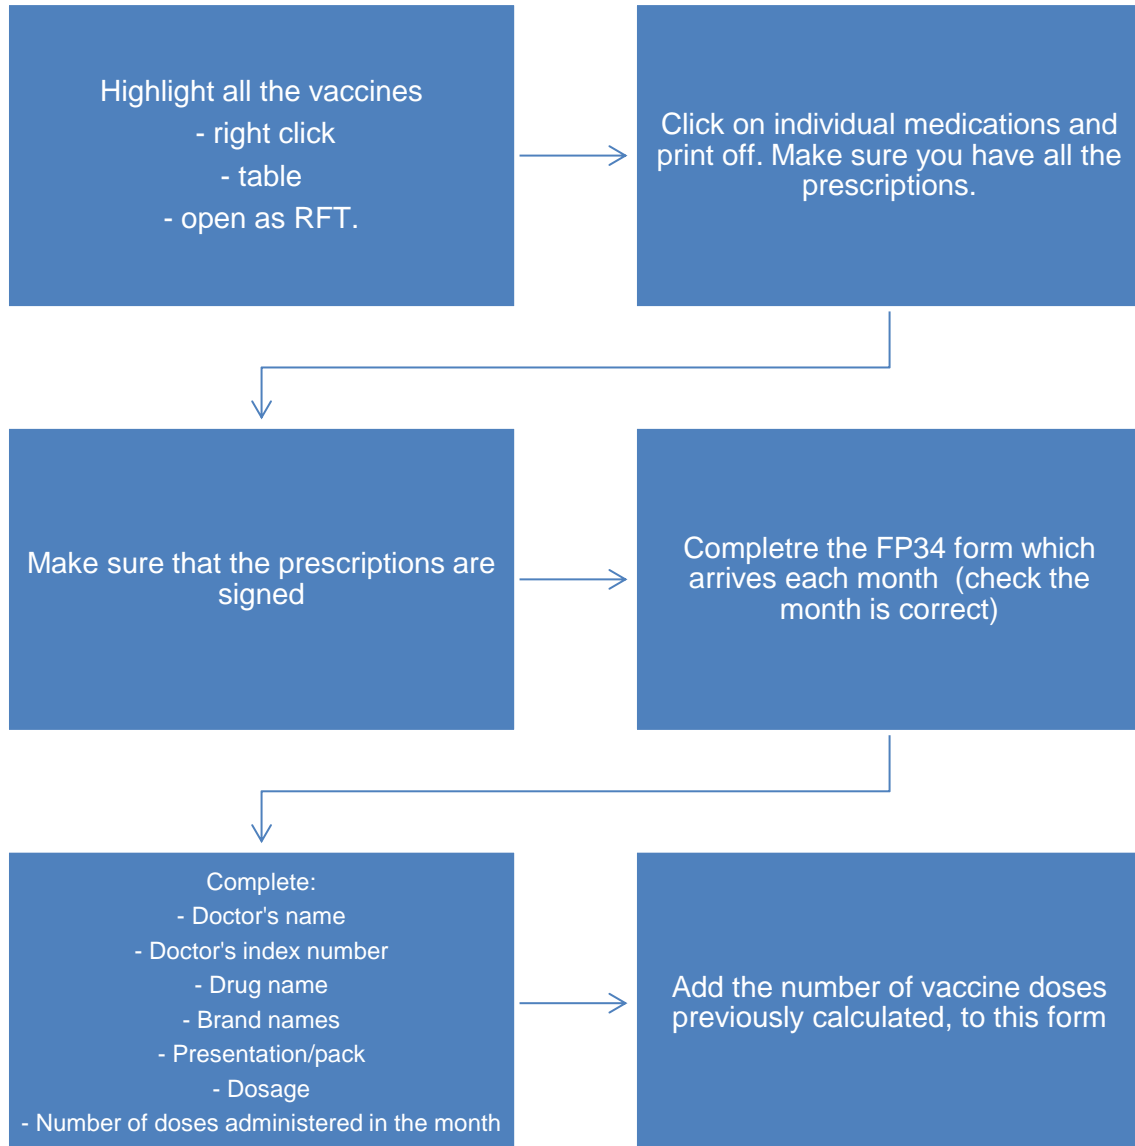 Highlight all the vaccines
- right click
- table
- open as RFT.
Click on individual medications and
print off. Make sure you have all the
prescriptions.
Make sure that the prescriptions are
signed
Completre the FP34 form which
arrives each month  (check the
month is correct)
Complete:
- Doctor's name
- Doctor's index number
- Drug name
- Brand names
- Presentation/pack
- Dosage
- Number of doses administered in the month
Add the number of vaccine doses
previously calculated, to this form